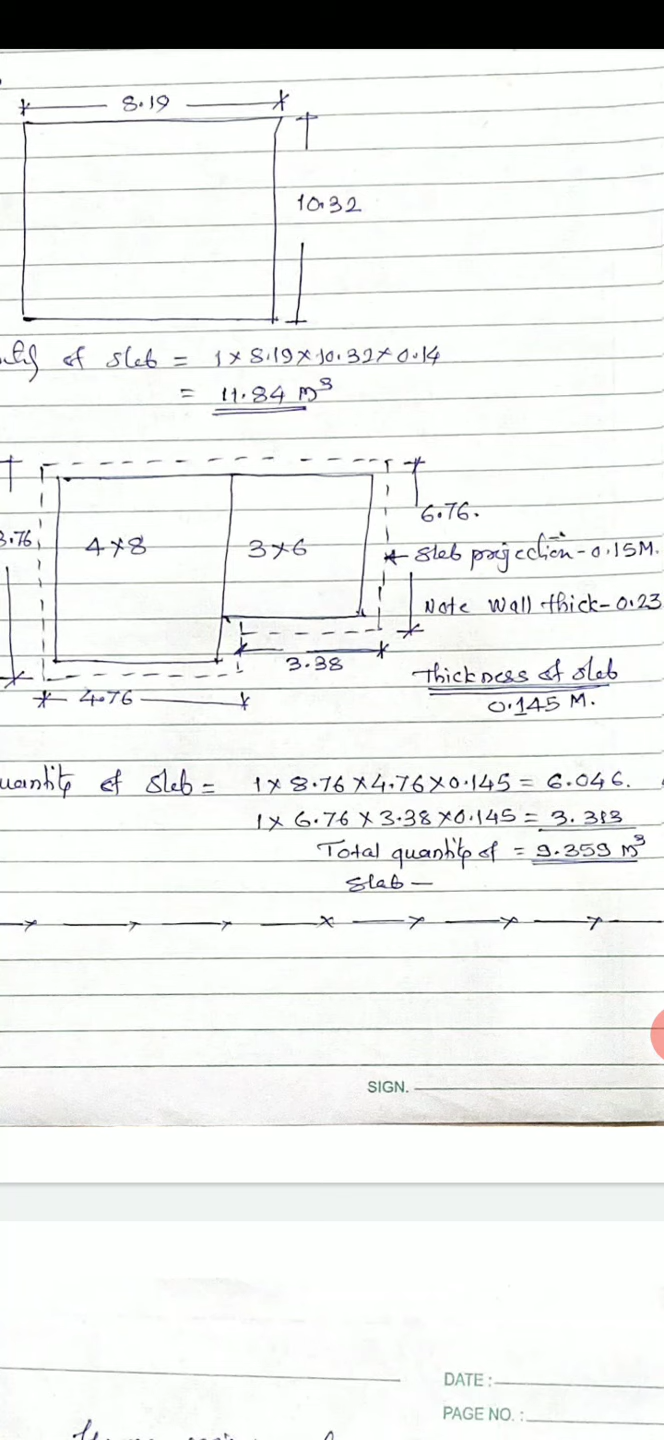 8.19
10.32
of slab = 1 x 8.19 x 10.32 x 0.14
= 11.84 M³
6.76.
3.76
4 x 8
3 x 6
slab projection - 0.15M.
Note Wall thick - 0.23
3.38
Thickness of slab
4.76
0.145 M.
uantity of Slab = 1 x 8.76 x 4.76 x 0.145 = 6.046.
1 x 6.76 x 3.38 x 0.145 = 3.313
Total quantity of = 9.359 M³
Slab —
SIGN.
DATE :
PAGE NO. :